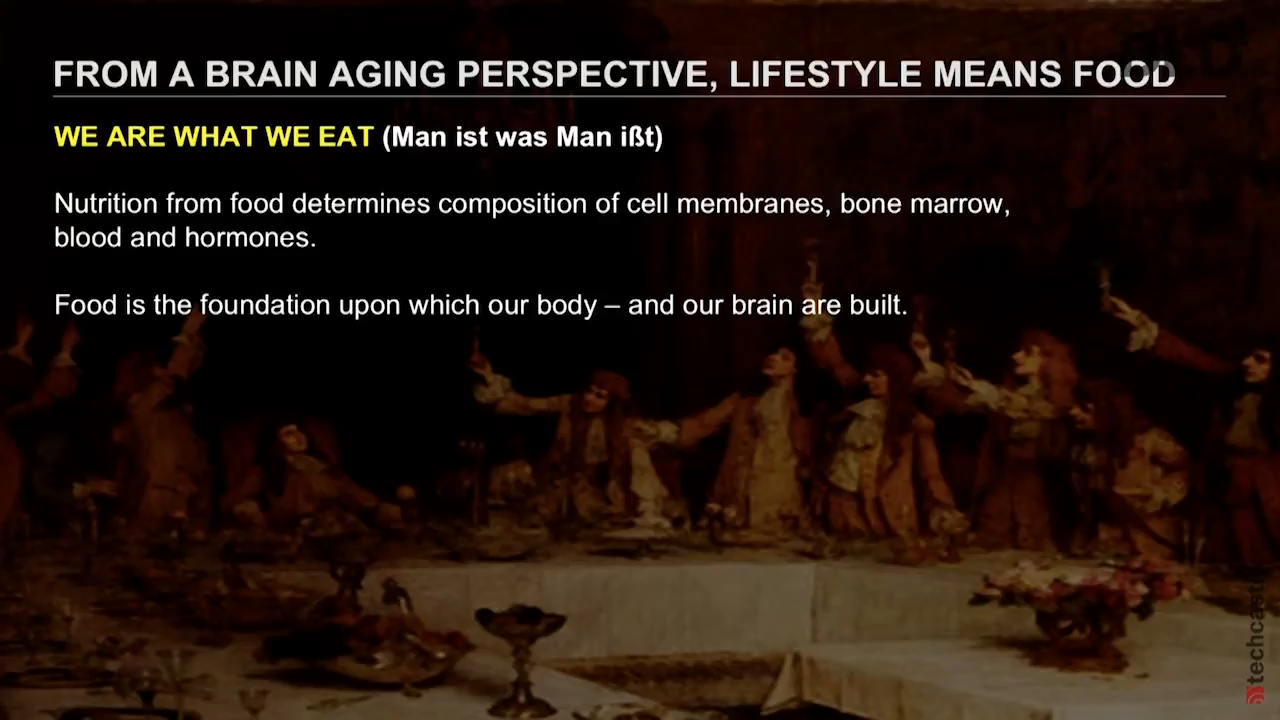 FROM A BRAIN AGING PERSPECTIVE, LIFESTYLE MEANS FOOD
WE ARE WHAT WE EAT (Man ist was Man ißt)
Nutrition from food determines composition of cell membranes, bone marrow,
blood and hormones.
Food is the foundation upon which our body – and our brain are built.
techcast